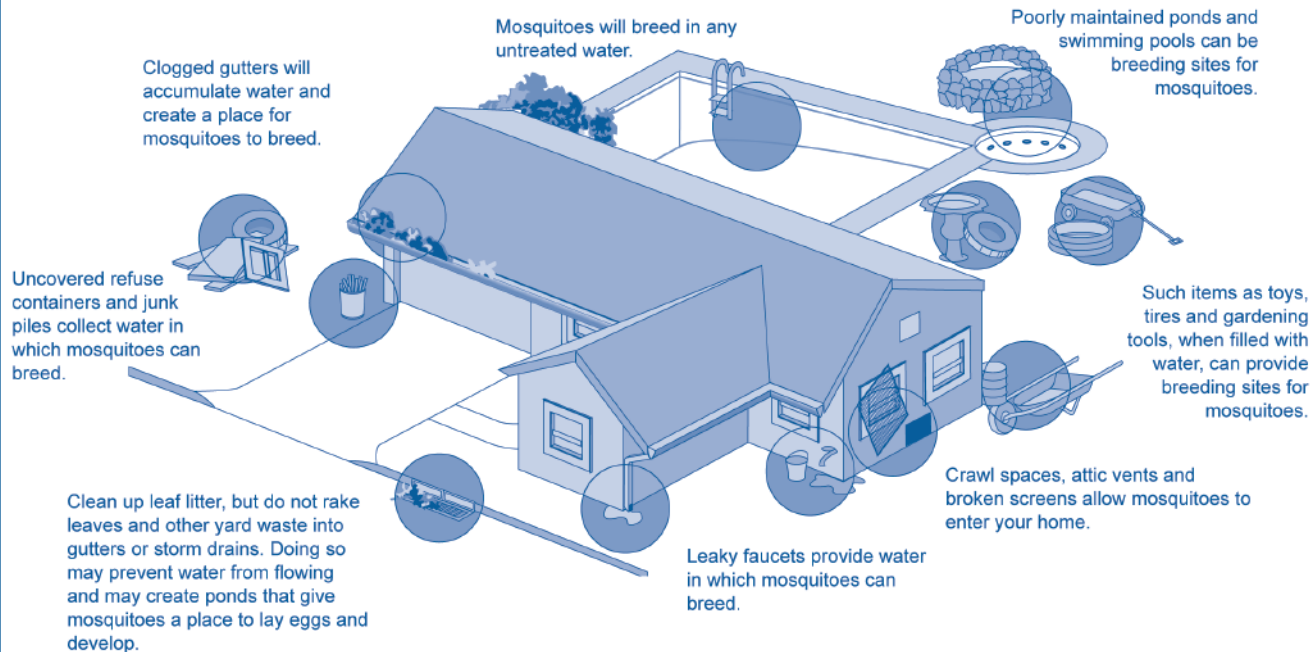 Mosquitoes will breed in any
untreated water.
Poorly maintained ponds and
swimming pools can be
breeding sites for
mosquitoes.
Clogged gutters will
accumulate water and
create a place for
mosquitoes to breed.
Uncovered refuse
containers and junk
piles collect water in
which mosquitoes can
breed.
Such items as toys,
tires and gardening
tools, when filled with
water, can provide
breeding sites for
mosquitoes.
Crawl spaces, attic vents and
broken screens allow mosquitoes to
enter your home.
Clean up leaf litter, but do not rake
leaves and other yard waste into
gutters or storm drains. Doing so
may prevent water from flowing
and may create ponds that give
mosquitoes a place to lay eggs and
develop.
Leaky faucets provide water
in which mosquitoes can
breed.